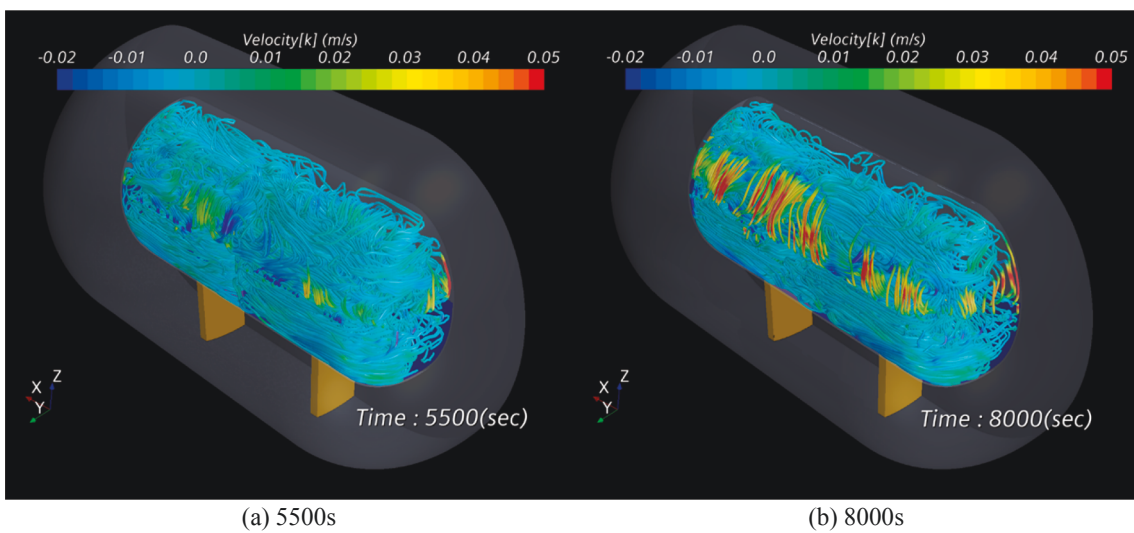 Velocity[k] (m/s)
-0.02 -0.01 0.0 0.01 0.02 0.03 0.04 0.05
X Z
Y
Time : 5500(sec)
(a) 5500s
Velocity[k] (m/s)
-0.02 -0.01 0.0 0.01 0.02 0.03 0.04 0.05
X Z
Y
Time : 8000(sec)
(b) 8000s